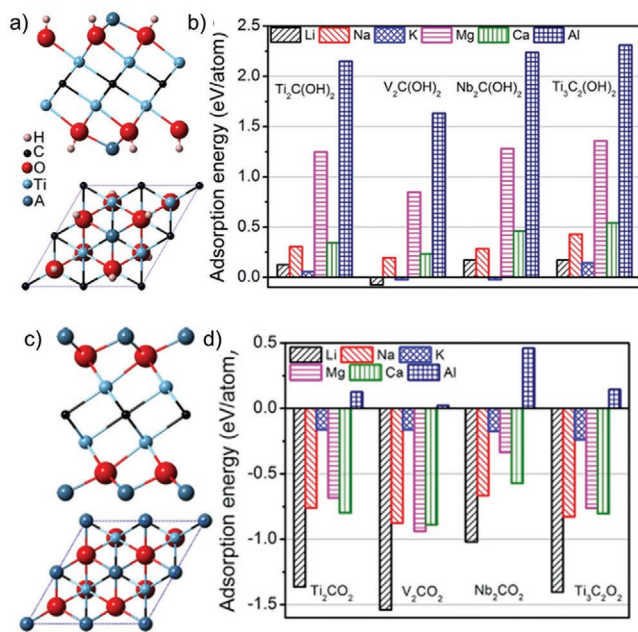 a)
H
C
O
Ti
A
b)
Adsorption energy (eV/atom)
2.5
2.0
1.5
1.0
0.5
0.0
Li Na K Mg Ca Al
Ti₂C(OH)₂
V₂C(OH)₂
Nb₂C(OH)₂
Ti₃C₂(OH)₂
c)
d)
Adsorption energy (eV/atom,
0.5
0.0
-0.5
-1.0
-1.5
Li Na K
Mg Ca Al
Ti₂CO₂
V₂CO₂
Nb₂CO₂
Ti₃C₂O₂